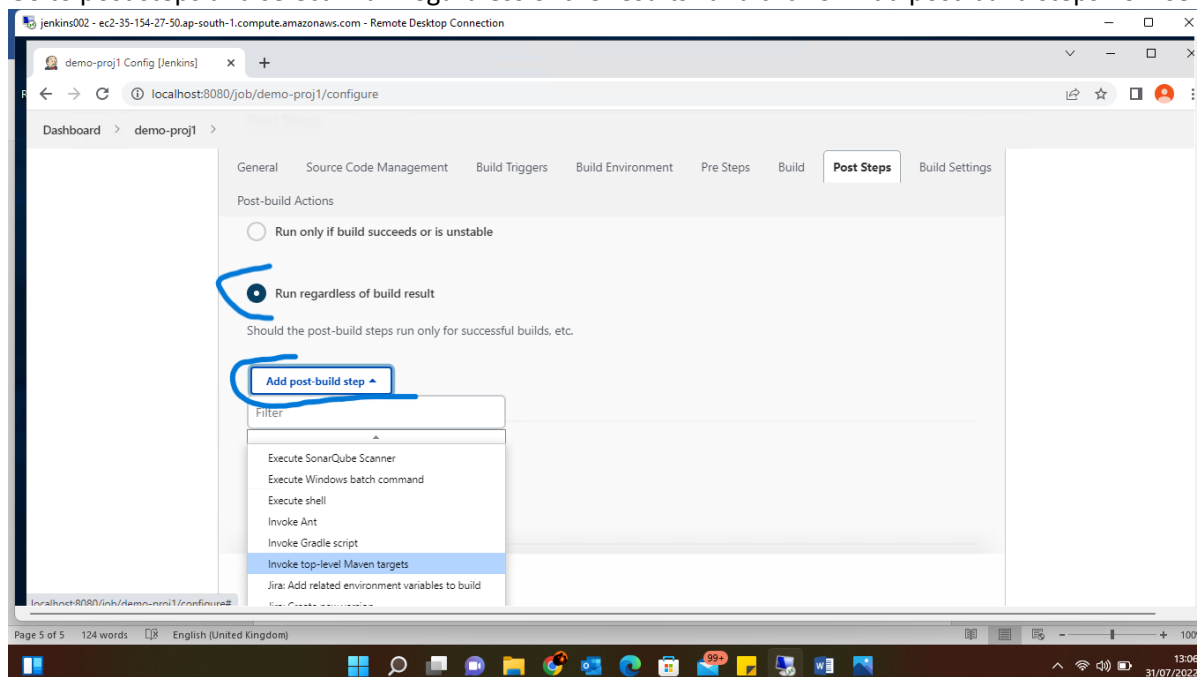 jenkins002 - ec2-35-154-27-50.ap-south-1.compute.amazonaws.com - Remote Desktop Connection
demo-proj1 Config [Jenkins]
localhost:8080/job/demo-proj1/configure
Dashboard > demo-proj1 >
General Source Code Management Build Triggers Build Environment Pre Steps Build Post Steps Build Settings
Post-build Actions
Run only if build succeeds or is unstable
Run regardless of build result
Should the post-build steps run only for successful builds, etc.
Add post-build step
Filter
Execute SonarQube Scanner
Execute Windows batch command
Execute shell
Invoke Ant
Invoke Gradle script
Invoke top-level Maven targets
Jira: Add related environment variables to build
Jira: Create new version
localhost:8080/job/demo-proj1/configure#
Page 5 of 5 124 words English (United Kingdom) 100%
99+
13:06
31/07/2022